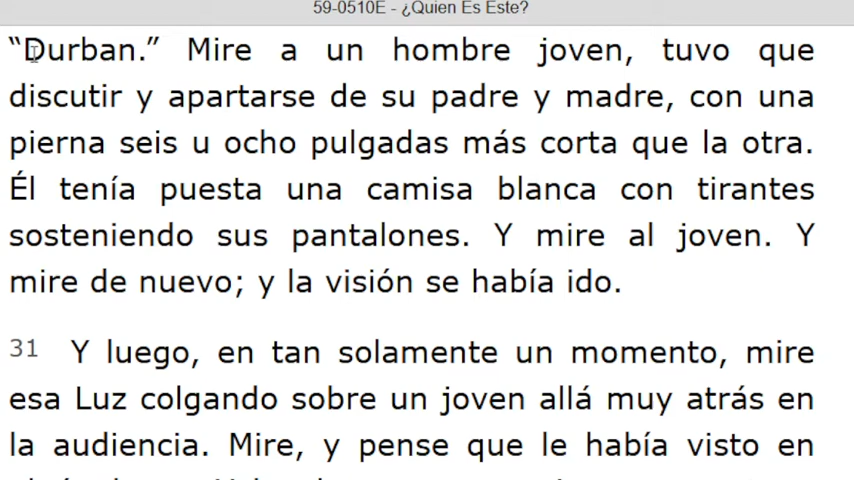 59-0510E - ¿Quien Es Este?
“Durban.” Mire a un hombre joven, tuvo que
discutir y apartarse de su padre y madre, con una
pierna seis u ocho pulgadas más corta que la otra.
Él tenía puesta una camisa blanca con tirantes
sosteniendo sus pantalones. Y mire al joven. Y
mire de nuevo; y la visión se había ido.
31 Y luego, en tan solamente un momento, mire
esa Luz colgando sobre un joven allá muy atrás en
la audiencia. Mire, y pense que le había visto en